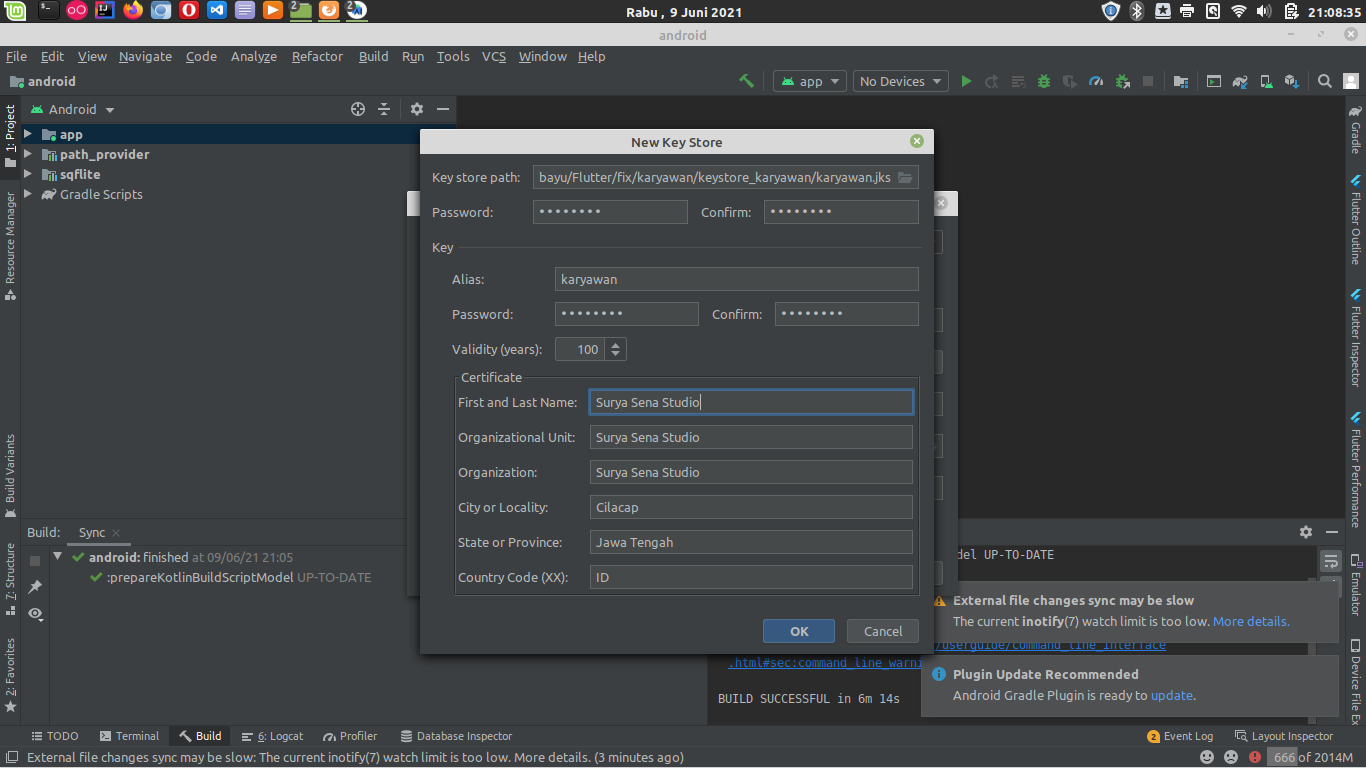 Rabu , 9 Juni 2021
21:08:35
android
File Edit View Navigate Code Analyze Refactor Build Run Tools VCS Window Help
android
app
No Devices
Android
app
path_provider
sqflite
Gradle Scripts
1: Project
Resource Manager
Build Variants
7: Structure
2: Favorites
Gradle
Flutter Outline
Flutter Inspector
Flutter Performance
Emulator
Device File Ex
New Key Store
Key store path: bayu/Flutter/fix/karyawan/keystore_karyawan/karyawan.jks
Password: •••••••• Confirm: ••••••••
Key
Alias: karyawan
Password: •••••••• Confirm: ••••••••
Validity (years): 100
Certificate
First and Last Name: Surya Sena Studio
Organizational Unit: Surya Sena Studio
Organization: Surya Sena Studio
City or Locality: Cilacap
State or Province: Jawa Tengah
Country Code (XX): ID
OK Cancel
Build: Sync
android: finished at 09/06/21 21:05
:prepareKotlinBuildScriptModel UP-TO-DATE
del UP-TO-DATE
External file changes sync may be slow
The current inotify(7) watch limit is too low. More details.
/userguide/command_line_interface
.html#sec:command_line_warni
Plugin Update Recommended
Android Gradle Plugin is ready to update.
BUILD SUCCESSFUL in 6m 14s
TODO Terminal Build 6: Logcat Profiler Database Inspector
2 Event Log Layout Inspector
External file changes sync may be slow: The current inotify(7) watch limit is too low. More details. (3 minutes ago)
666 of 2014M